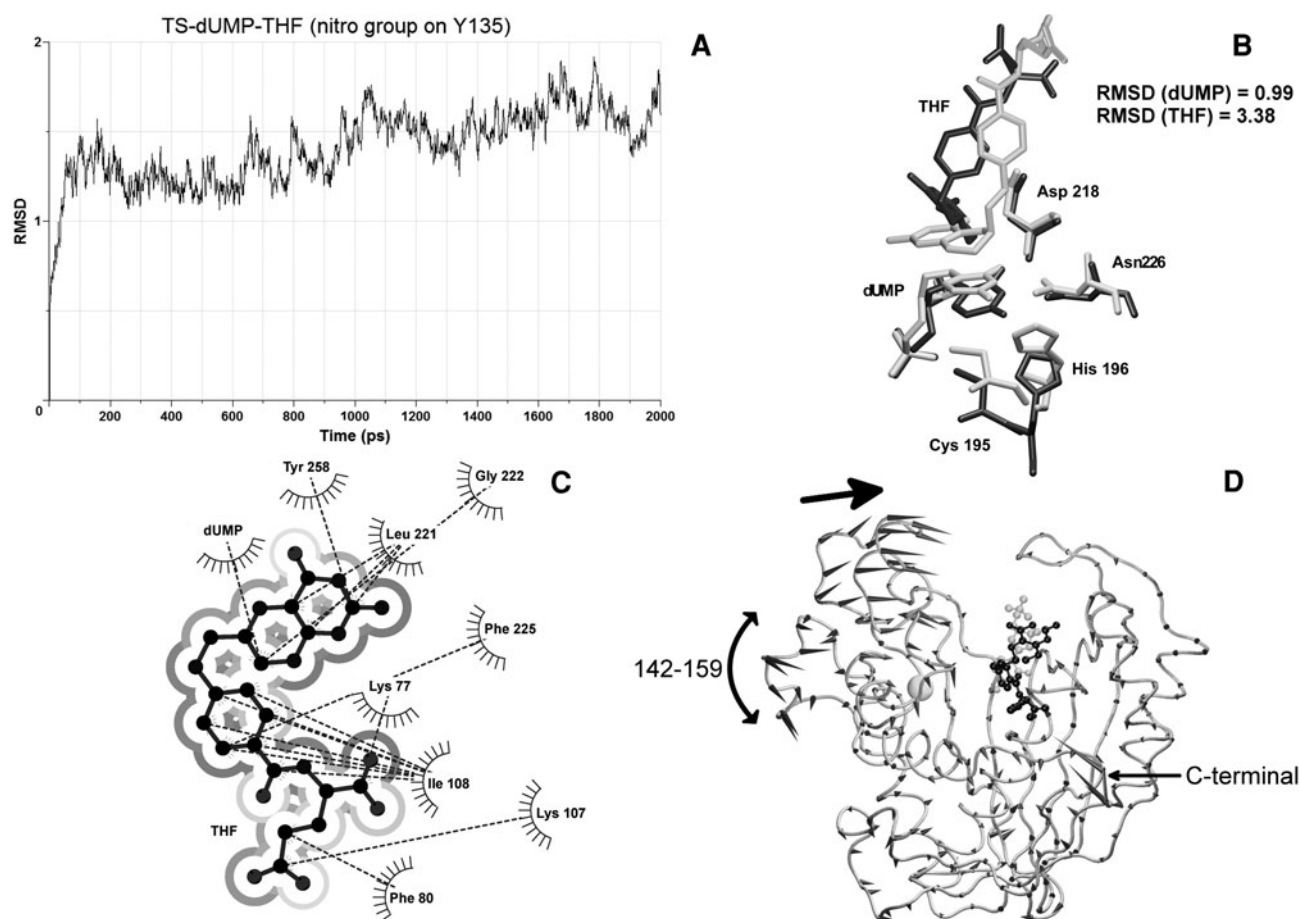 TS-dUMP-THF (nitro group on Y135)
A
2
1
0
RMSD
200
400
600
800
1000
1200
1400
1600
1800
2000
Time (ps)
B
THF
RMSD (dUMP) = 0.99
RMSD (THF) = 3.38
Asp 218
Asn226
dUMP
His 196
Cys 195
C
Tyr 258
Gly 222
dUMP
Leu 221
Phe 225
Lys 77
Ile 108
Lys 107
THF
Phe 80
D
142-159
C-terminal